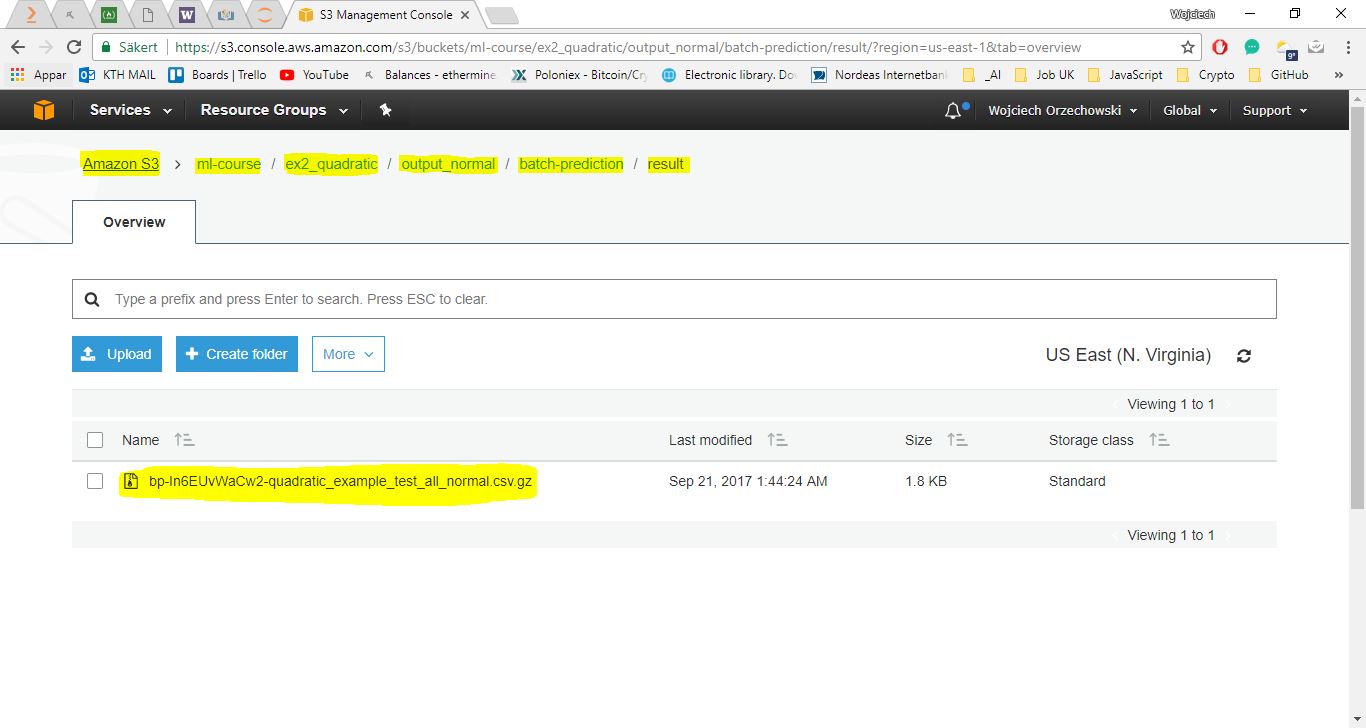 S3 Management Console
Wojciech
Säkert https://s3.console.aws.amazon.com/s3/buckets/ml-course/ex2_quadratic/output_normal/batch-prediction/result/?region=us-east-1&tab=overview
9°
Appar KTH MAIL Boards | Trello YouTube Balances - ethermine Poloniex - Bitcoin/Cry Electronic library. Do Nordeas Internetban _AI Job UK JavaScript Crypto GitHub »
Services Resource Groups Wojciech Orzechowski Global Support
Amazon S3 > ml-course / ex2_quadratic / output_normal / batch-prediction / result
Overview
Type a prefix and press Enter to search. Press ESC to clear.
Upload + Create folder More US East (N. Virginia)
Viewing 1 to 1
Name Last modified Size Storage class
bp-In6EUvWaCw2-quadratic_example_test_all_normal.csv.gz Sep 21, 2017 1:44:24 AM 1.8 KB Standard
Viewing 1 to 1